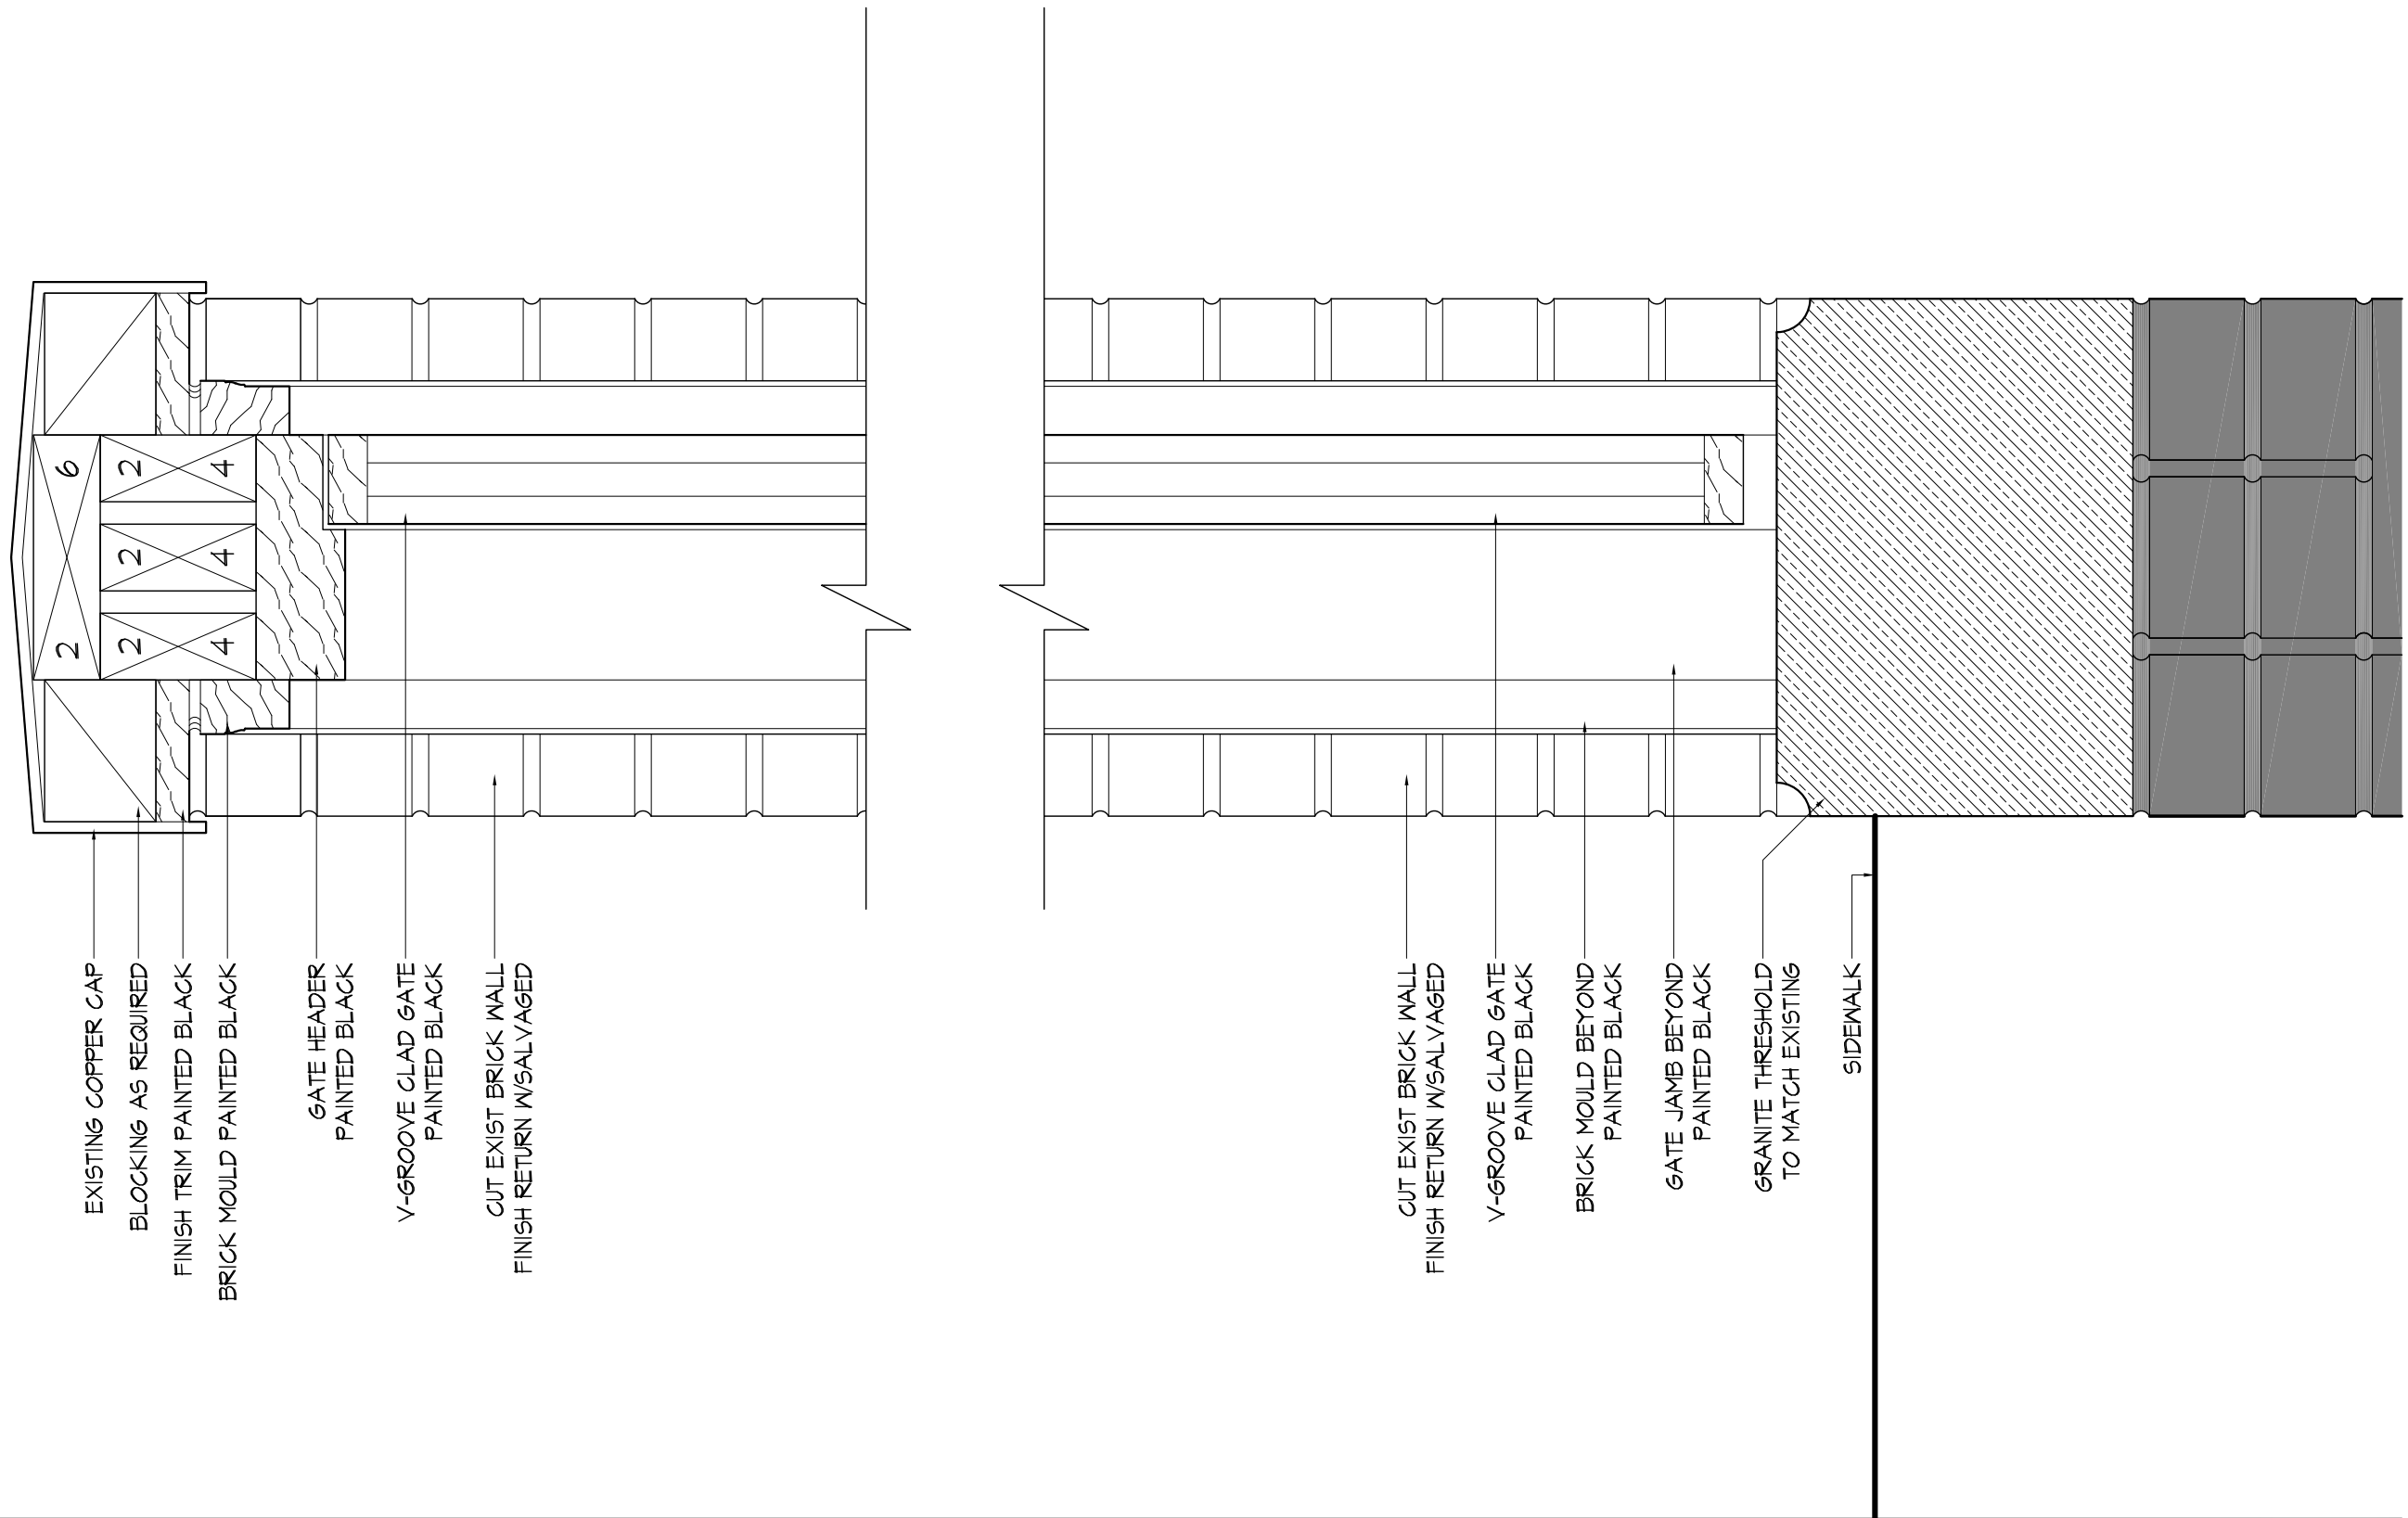 2 6
2 4
2 4
2 4
EXISTING COPPER CAP
BLOCKING AS REQUIRED
FINISH TRIM PAINTED BLACK
BRICK MOULD PAINTED BLACK
GATE HEADER
PAINTED BLACK
V-GROOVE CLAD GATE
PAINTED BLACK
CUT EXIST BRICK WALL
FINISH RETURN W/SALVAGED
CUT EXIST BRICK WALL
FINISH RETURN W/SALVAGED
V-GROOVE CLAD GATE
PAINTED BLACK
BRICK MOULD BEYOND
PAINTED BLACK
GATE JAMB BEYOND
PAINTED BLACK
GRANITE THRESHOLD
TO MATCH EXISTING
SIDEWALK